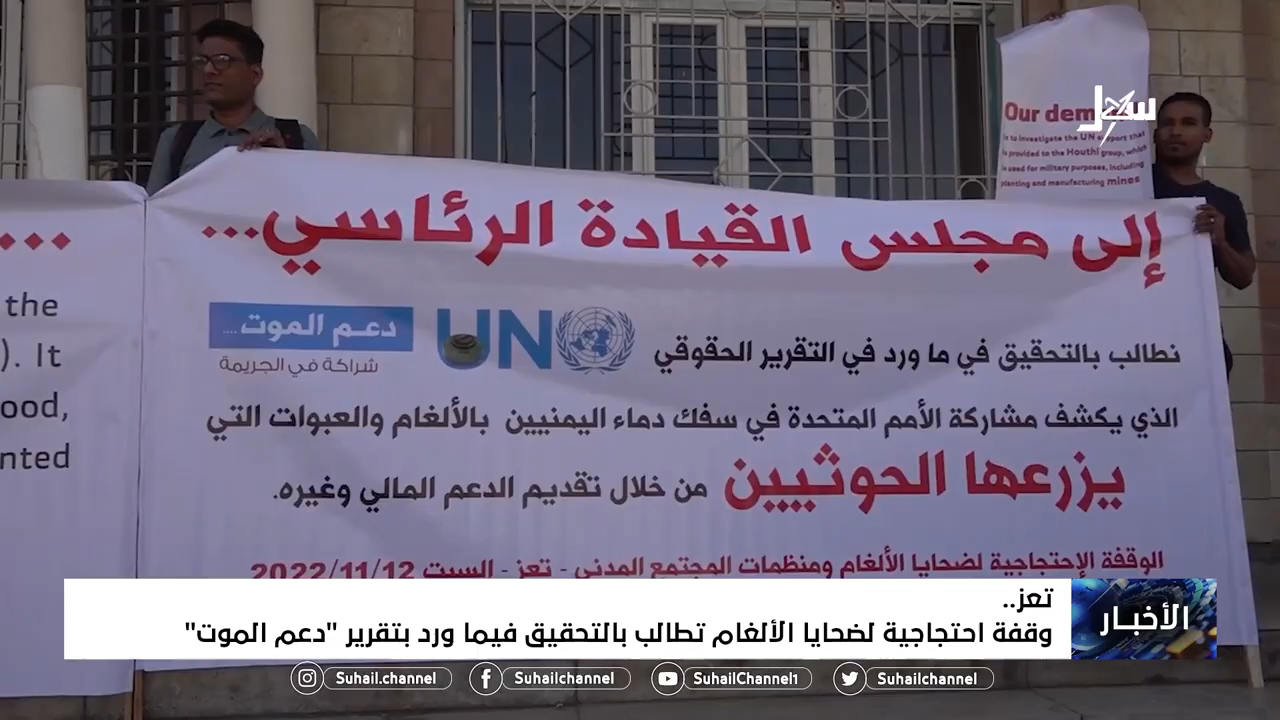 سهيل
Our
is to investigate the UN support that
is provided to the Houthi group, which
is used for military purposes, including
planting and manufacturing mines
إلى مجلس القيادة الرئاسي...
نطالب بالتحقيق في ما ورد في التقرير الحقوقي
UN
دعم الموت....
شراكة في الجريمة
الذي يكشف مشاركة الأمم المتحدة في سفك دماء اليمنيين بالألغام والعبوات التي
يزرعها الحوثيين من خلال تقديم الدعم المالي وغيره.
الوقفة الإحتجاجية لضحايا الألغام ومنظمات المجتمع المدني - تعز - السبت 2022/11/12
...
the
). It
ood,
nted
الأخبار
تعز..
وقفة احتجاجية لضحايا الألغام تطالب بالتحقيق فيما ورد بتقرير "دعم الموت"
Suhail.channel
Suhailchannel
SuhailChannel1
Suhailchannel